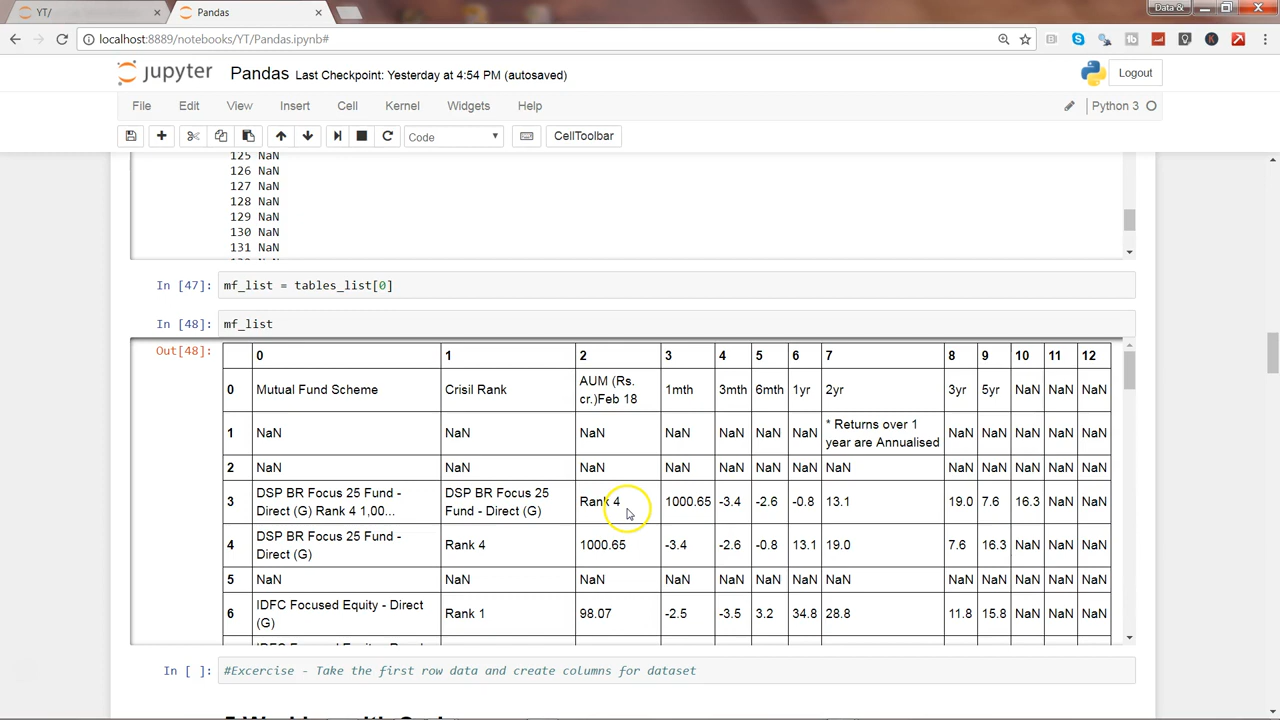 YT/
Pandas
Data &
localhost:8889/notebooks/YT/Pandas.ipynb#
jupyter Pandas Last Checkpoint: Yesterday at 4:54 PM (autosaved)
Logout
File Edit View Insert Cell Kernel Widgets Help
Python 3
Code
CellToolbar
125 NaN
126 NaN
127 NaN
128 NaN
129 NaN
130 NaN
131 NaN
In [47]: mf_list = tables_list[0]
In [48]: mf_list
Out[48]:
0 1 2 3 4 5 6 7 8 9 10 11 12
0 Mutual Fund Scheme Crisil Rank AUM (Rs. cr.)Feb 18 1mth 3mth 6mth 1yr 2yr 3yr 5yr NaN NaN NaN
1 NaN NaN NaN NaN NaN NaN NaN * Returns over 1 year are Annualised NaN NaN NaN NaN NaN
2 NaN NaN NaN NaN NaN NaN NaN NaN NaN NaN NaN NaN NaN
3 DSP BR Focus 25 Fund - Direct (G) Rank 4 1,00... DSP BR Focus 25 Fund - Direct (G) Rank 4 1000.65 -3.4 -2.6 -0.8 13.1 19.0 7.6 16.3 NaN NaN
4 DSP BR Focus 25 Fund - Direct (G) Rank 4 1000.65 -3.4 -2.6 -0.8 13.1 19.0 7.6 16.3 NaN NaN NaN
5 NaN NaN NaN NaN NaN NaN NaN NaN NaN NaN NaN NaN NaN
6 IDFC Focused Equity - Direct (G) Rank 1 98.07 -2.5 -3.5 3.2 34.8 28.8 11.8 15.8 NaN NaN NaN
In [ ]: #Excercise - Take the first row data and create columns for dataset